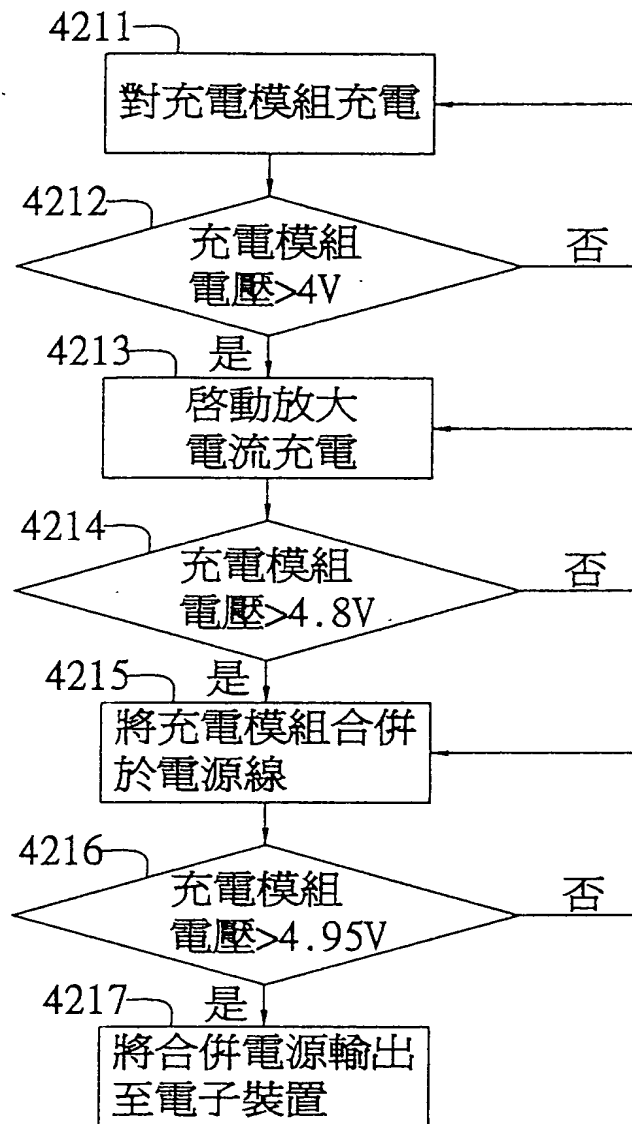 4211
對充電模組充電
4212
充電模組
電壓>4V
否
是
4213
啓動放大
電流充電
4214
充電模組
電壓>4.8V
否
是
4215
將充電模組合併
於電源線
4216
充電模組
電壓>4.95V
否
是
4217
將合併電源輸出
至電子裝置